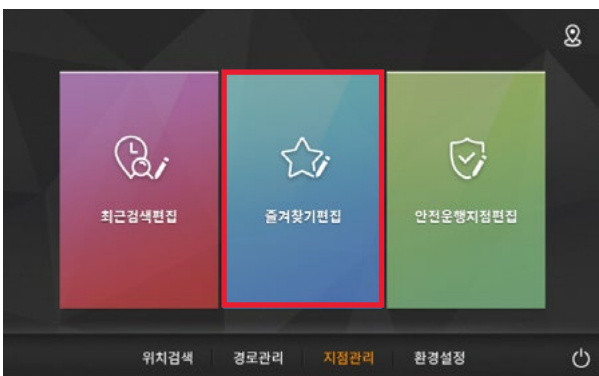 최근검색편집
즐겨찾기편집
안전운행지점편집
위치검색 경로관리 지점관리 환경설정